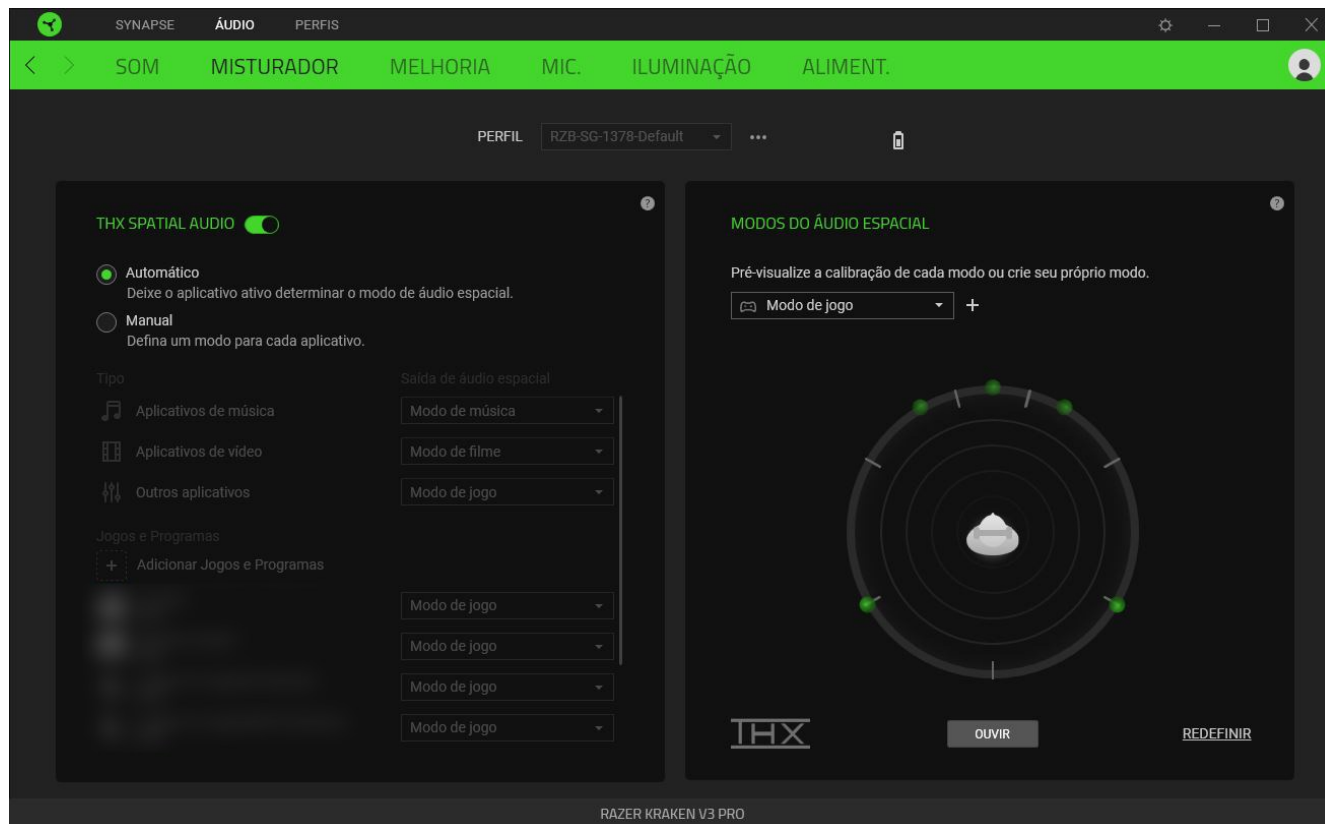 SYNAPSE ÁUDIO PERFIS
SOM MISTURADOR MELHORIA MIC. ILUMINAÇÃO ALIMENT.
PERFIL RZB-SG-1378-Default
THX SPATIAL AUDIO
Automático
Deixe o aplicativo ativo determinar o modo de áudio espacial.
Manual
Defina um modo para cada aplicativo.
Tipo Saída de áudio espacial
Aplicativos de música Modo de música
Aplicativos de vídeo Modo de filme
Outros aplicativos Modo de jogo
Jogos e Programas
+ Adicionar Jogos e Programas
Modo de jogo
Modo de jogo
Modo de jogo
Modo de jogo
MODOS DO ÁUDIO ESPACIAL
Pré-visualize a calibração de cada modo ou crie seu próprio modo.
Modo de jogo +
THX OUVIR REDEFINIR
RAZER KRAKEN V3 PRO